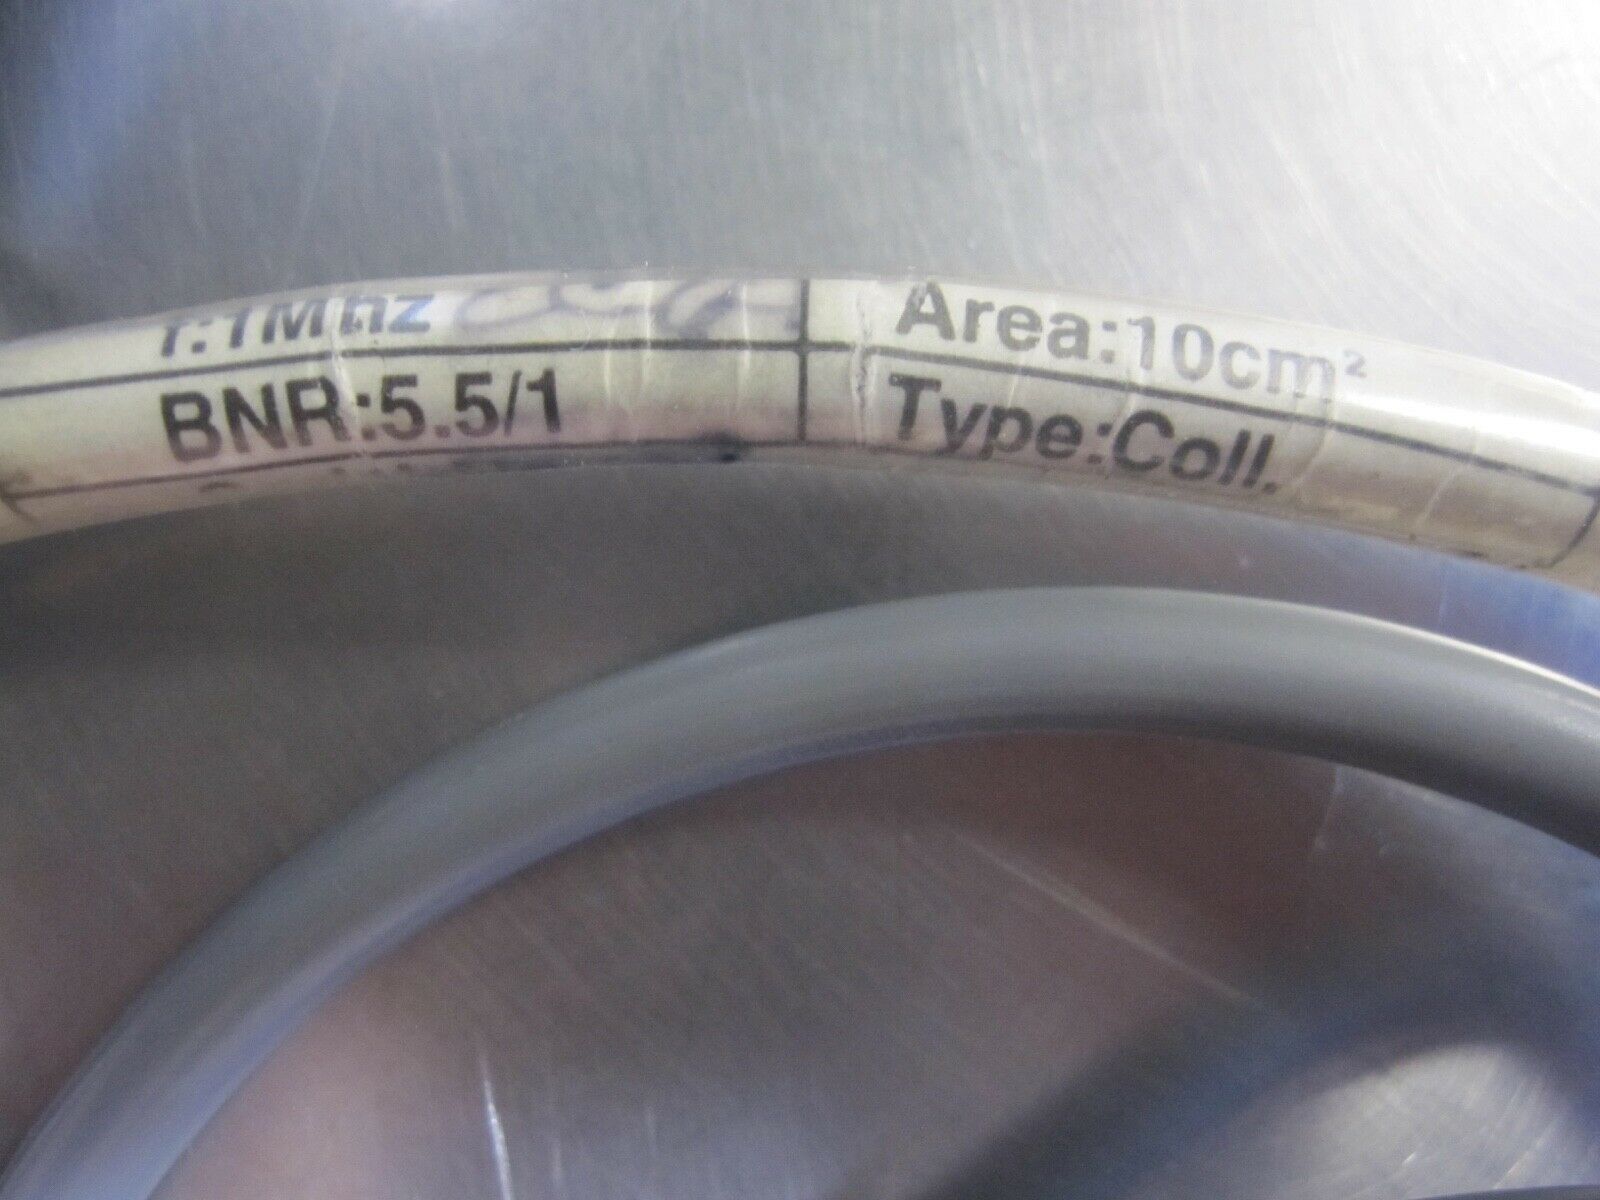 f:1Mhz Area:10cm²
BNR:5.5/1 Type:Coll.